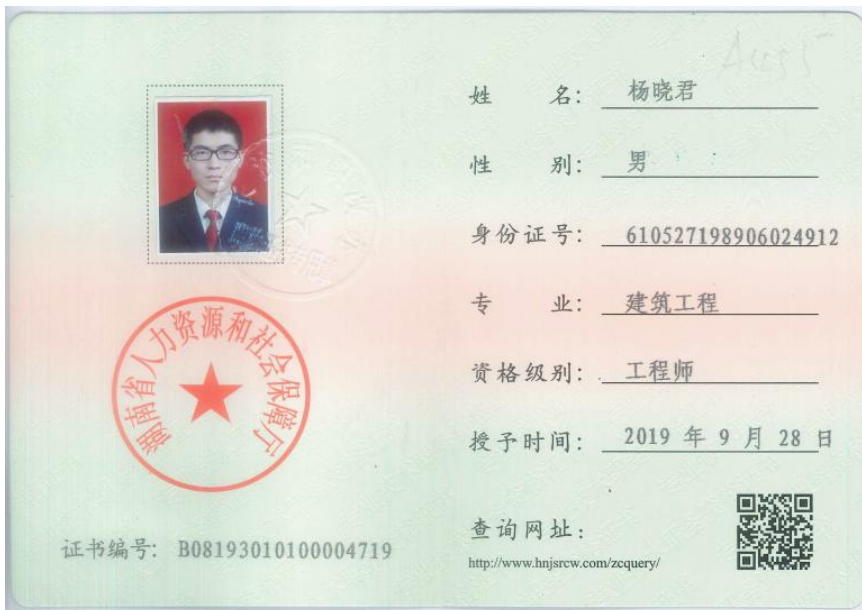 姓名：杨晓君
性别：男
身份证号：610527198906024912
专业：建筑工程
资格级别：工程师
授予时间：2019 年 9 月 28 日
湖南省人力资源和社会保障厅
证书编号：B08193010100004719
查询网址：
http://www.hnjsrcw.com/zcquery/